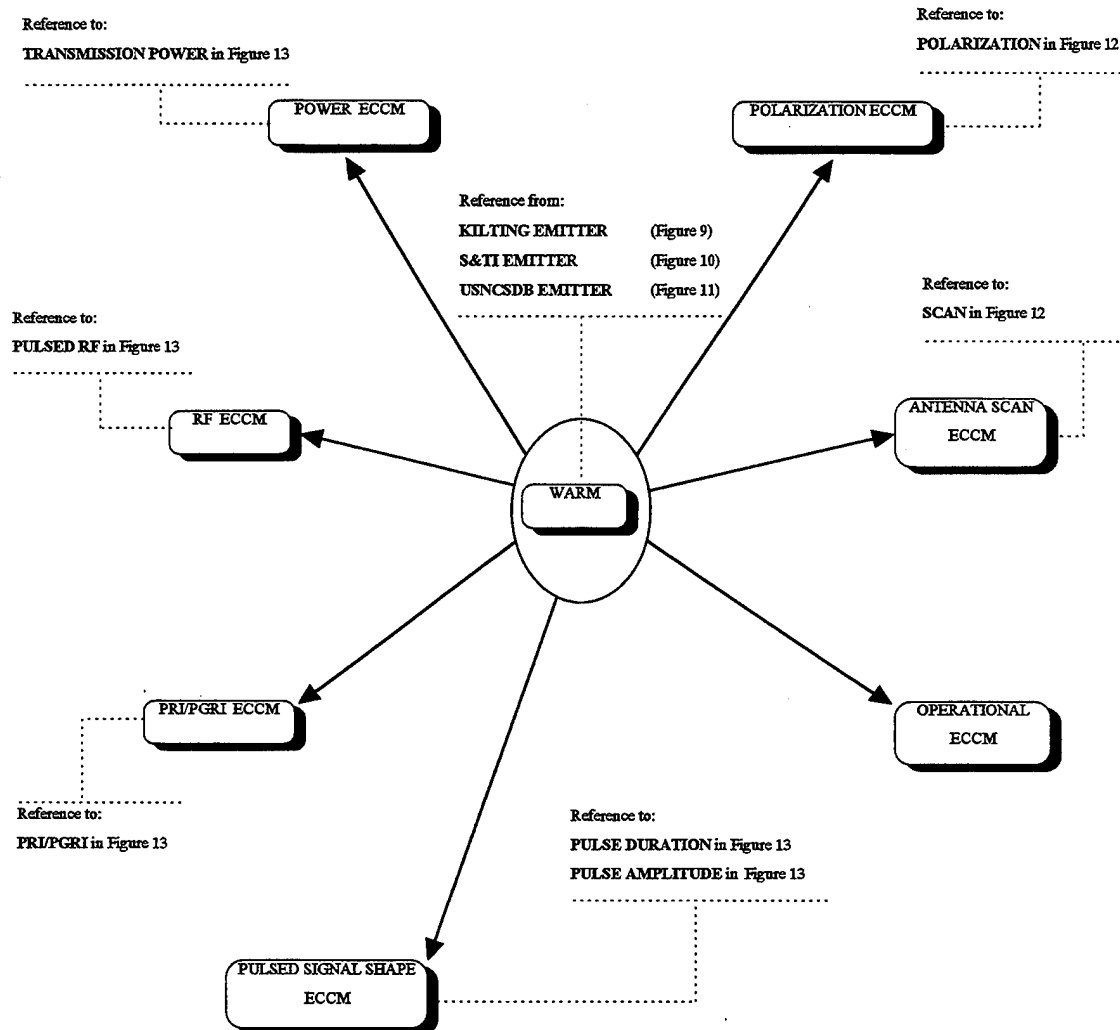 Reference to:
TRANSMISSION POWER in Figure 13
Reference to:
POLARIZATION in Figure 12
POWER ECCM
POLARIZATION ECCM
Reference from:
KILTING EMITTER (Figure 9)
S&TI EMITTER (Figure 10)
USNCSDB EMITTER (Figure 11)
Reference to:
SCAN in Figure 12
Reference to:
PULSED RF in Figure 13
RF ECCM
ANTENNA SCAN
ECCM
WARM
PRI/PGRI ECCM
OPERATIONAL
ECCM
Reference to:
PRI/PGRI in Figure 13
Reference to:
PULSE DURATION in Figure 13
PULSE AMPLITUDE in Figure 13
PULSED SIGNAL SHAPE
ECCM